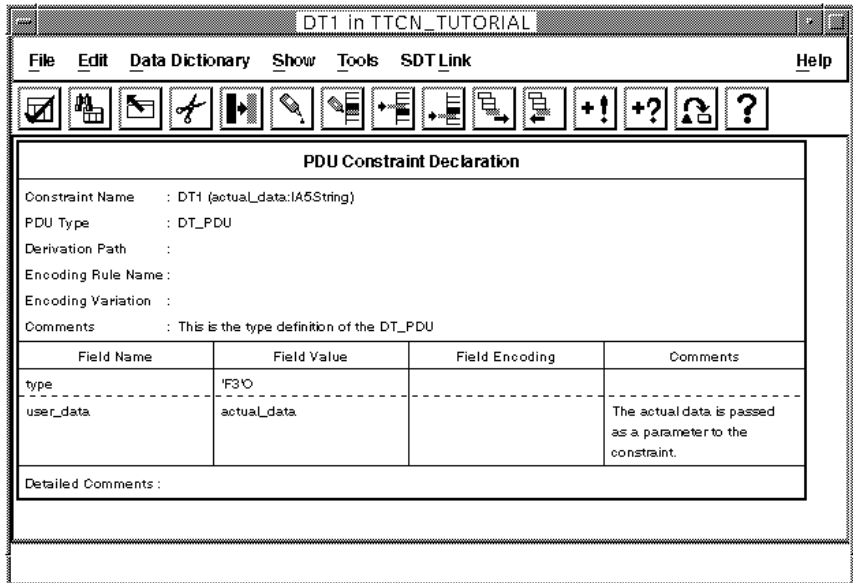 DT1 in TTCN_TUTORIAL
File Edit Data Dictionary Show Tools SDT Link Help
PDU Constraint Declaration
Constraint Name : DT1 (actual_data:IA5String)
PDU Type : DT_PDU
Derivation Path :
Encoding Rule Name :
Encoding Variation :
Comments : This is the type definition of the DT_PDU
Field Name Field Value Field Encoding Comments
type 'F3'O
user_data actual_data The actual data is passed
as a parameter to the
constraint.
Detailed Comments :